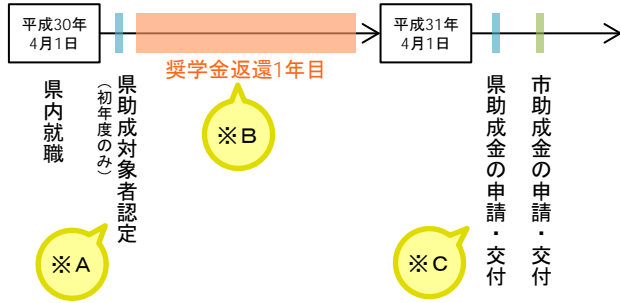 平成30年
4月1日
平成31年
4月1日
奨学金返還1年目
県内就職
県助成対象者認定
(初年度のみ)
※B
県助成金の申請・交付
市助成金の申請・交付
※A
※C